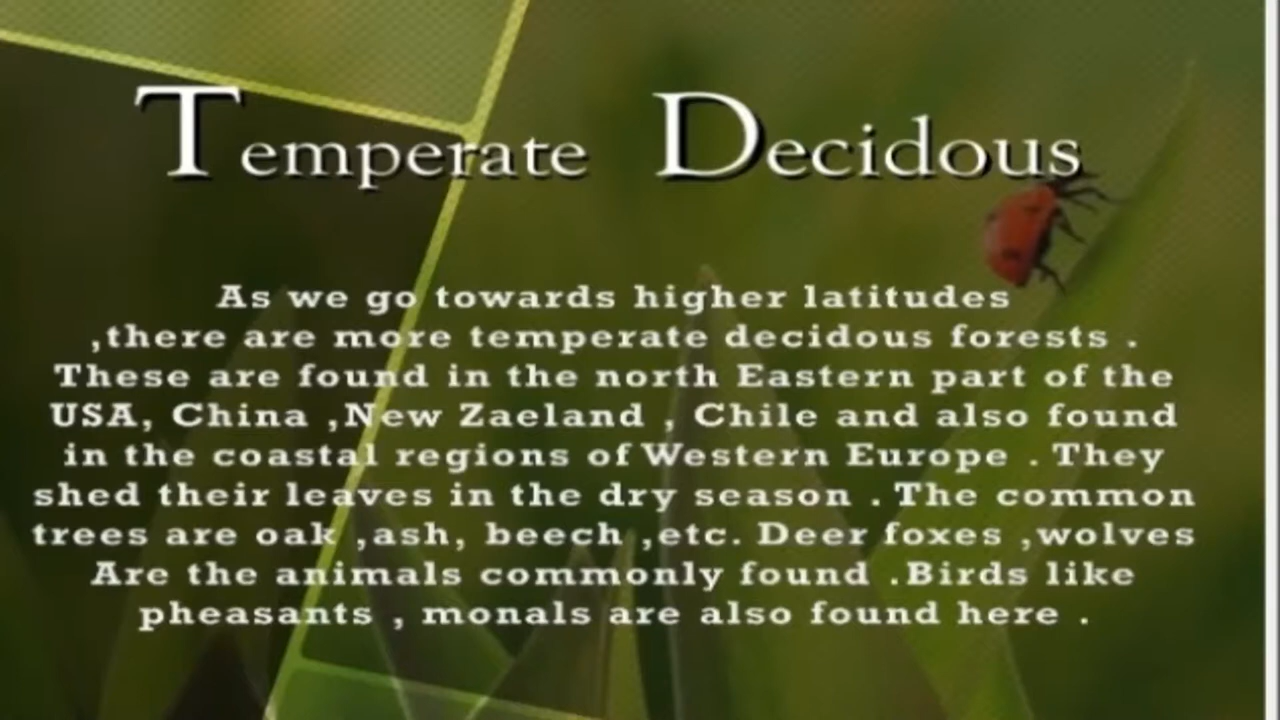 Temperate Decidous
As we go towards higher latitudes
,there are more temperate decidous forests .
These are found in the north Eastern part of the
USA, China ,New Zaeland , Chile and also found
in the coastal regions of Western Europe . They
shed their leaves in the dry season . The common
trees are oak ,ash, beech ,etc. Deer foxes ,wolves
Are the animals commonly found .Birds like
pheasants , monals are also found here .